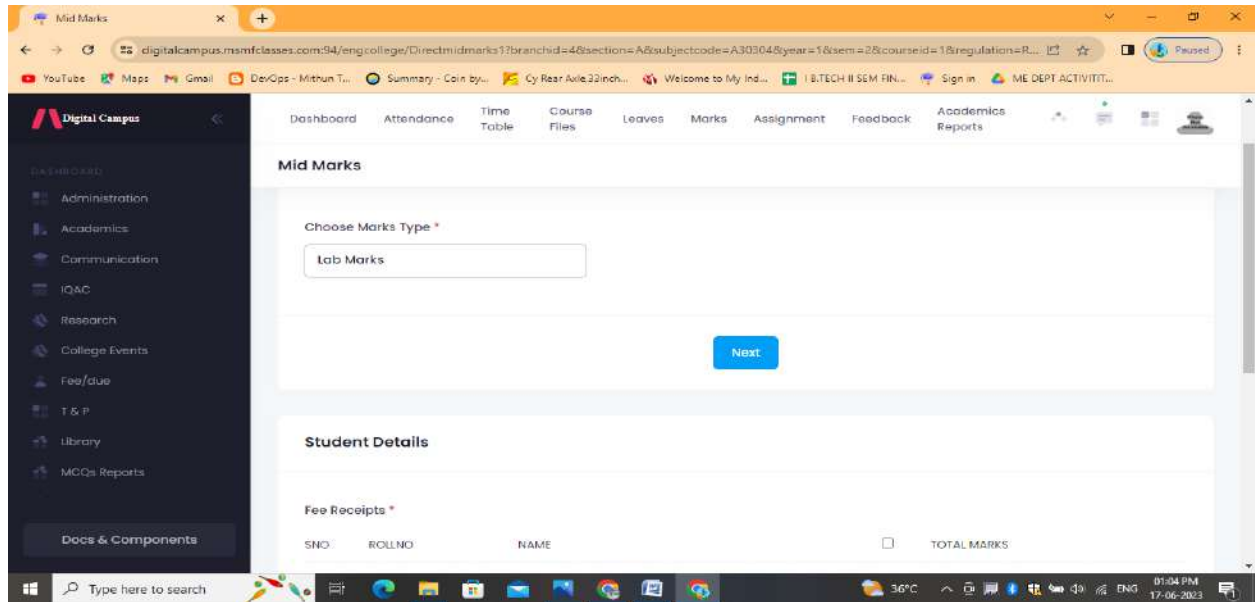 Mid Marks
digitalcampus.msmfclasses.com:94/engcollege/Directmidmarks1?branchid=4&section=A&subjectcode=A30304&year=1&sem=2&courseid=1&regulations=R...
Paused
YouTube Maps Gmail DevOps - Mithun T... Summary - Coin by... Cy Rear Axle 32inch... Welcome to My Ind... I B.TECH II SEM FIN... Sign in ME DEPT ACTIVITIT...
Digital Campus
Dashboard Attendance Time Table Course Files Leaves Marks Assignment Feedback Academics Reports
Mid Marks
DASHBOARD
Administration
Academics
Communication
IQAC
Research
College Events
Fee/due
T & P
Library
MCQs Reports
Docs & Components
Choose Marks Type *
Lab Marks
Next
Student Details
Fee Receipts *
SNO ROLLNO NAME TOTAL MARKS
Type here to search
36°C
ENG
01:04 PM
17-06-2023